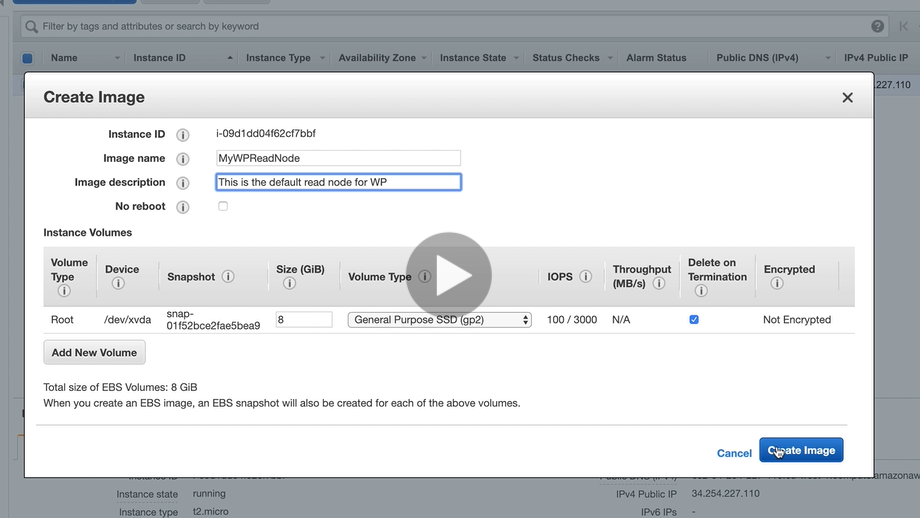 Filter by tags and attributes or search by keyword
Name Instance ID Instance Type Availability Zone Instance State Status Checks Alarm Status Public DNS (IPv4) IPv4 Public IP
.227.110
Create Image
Instance ID i-09d1dd04f62cf7bbf
Image name MyWPReadNode
Image description This is the default read node for WP
No reboot
Instance Volumes
Volume Type Device Snapshot Size (GiB) Volume Type IOPS Throughput (MB/s) Delete on Termination Encrypted
Root /dev/xvda snap-01f52bce2fae5bea9 8 General Purpose SSD (gp2) 100 / 3000 N/A Not Encrypted
Add New Volume
Total size of EBS Volumes: 8 GiB
When you create an EBS image, an EBS snapshot will also be created for each of the above volumes.
Cancel Create Image
Instance state running IPv4 Public IP 34.254.227.110
Instance type t2.micro IPv6 IPs -